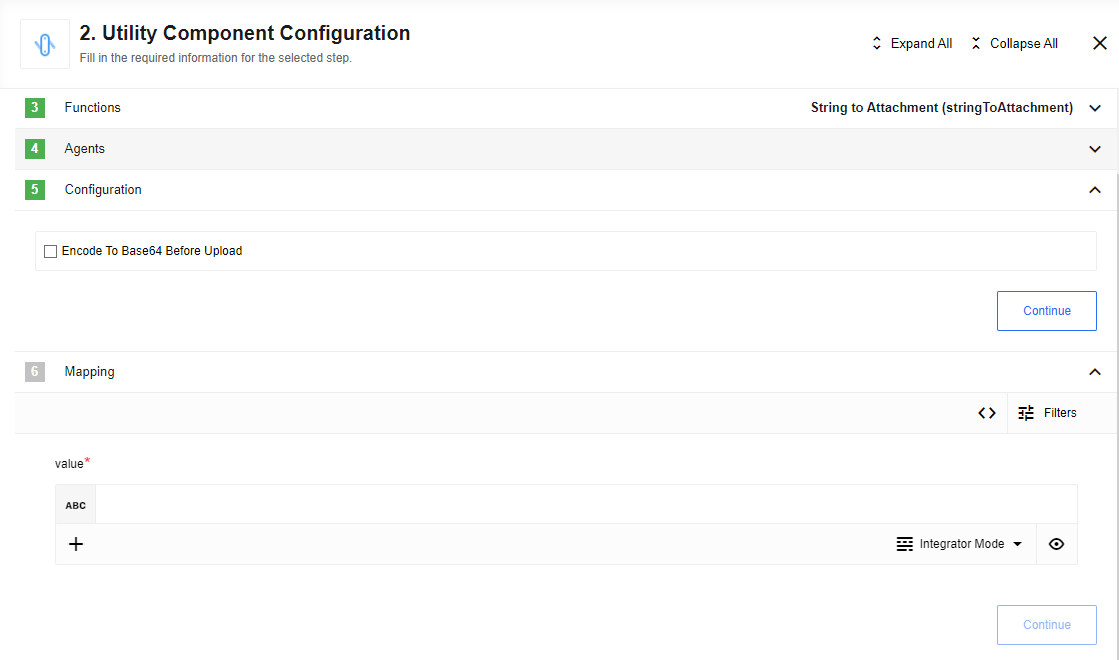 2. Utility Component Configuration
Fill in the required information for the selected step.
Expand All
Collapse All
3 Functions String to Attachment (stringToAttachment)
4 Agents
5 Configuration
Encode To Base64 Before Upload
Continue
6 Mapping
Filters
value*
ABC
Integrator Mode
Continue